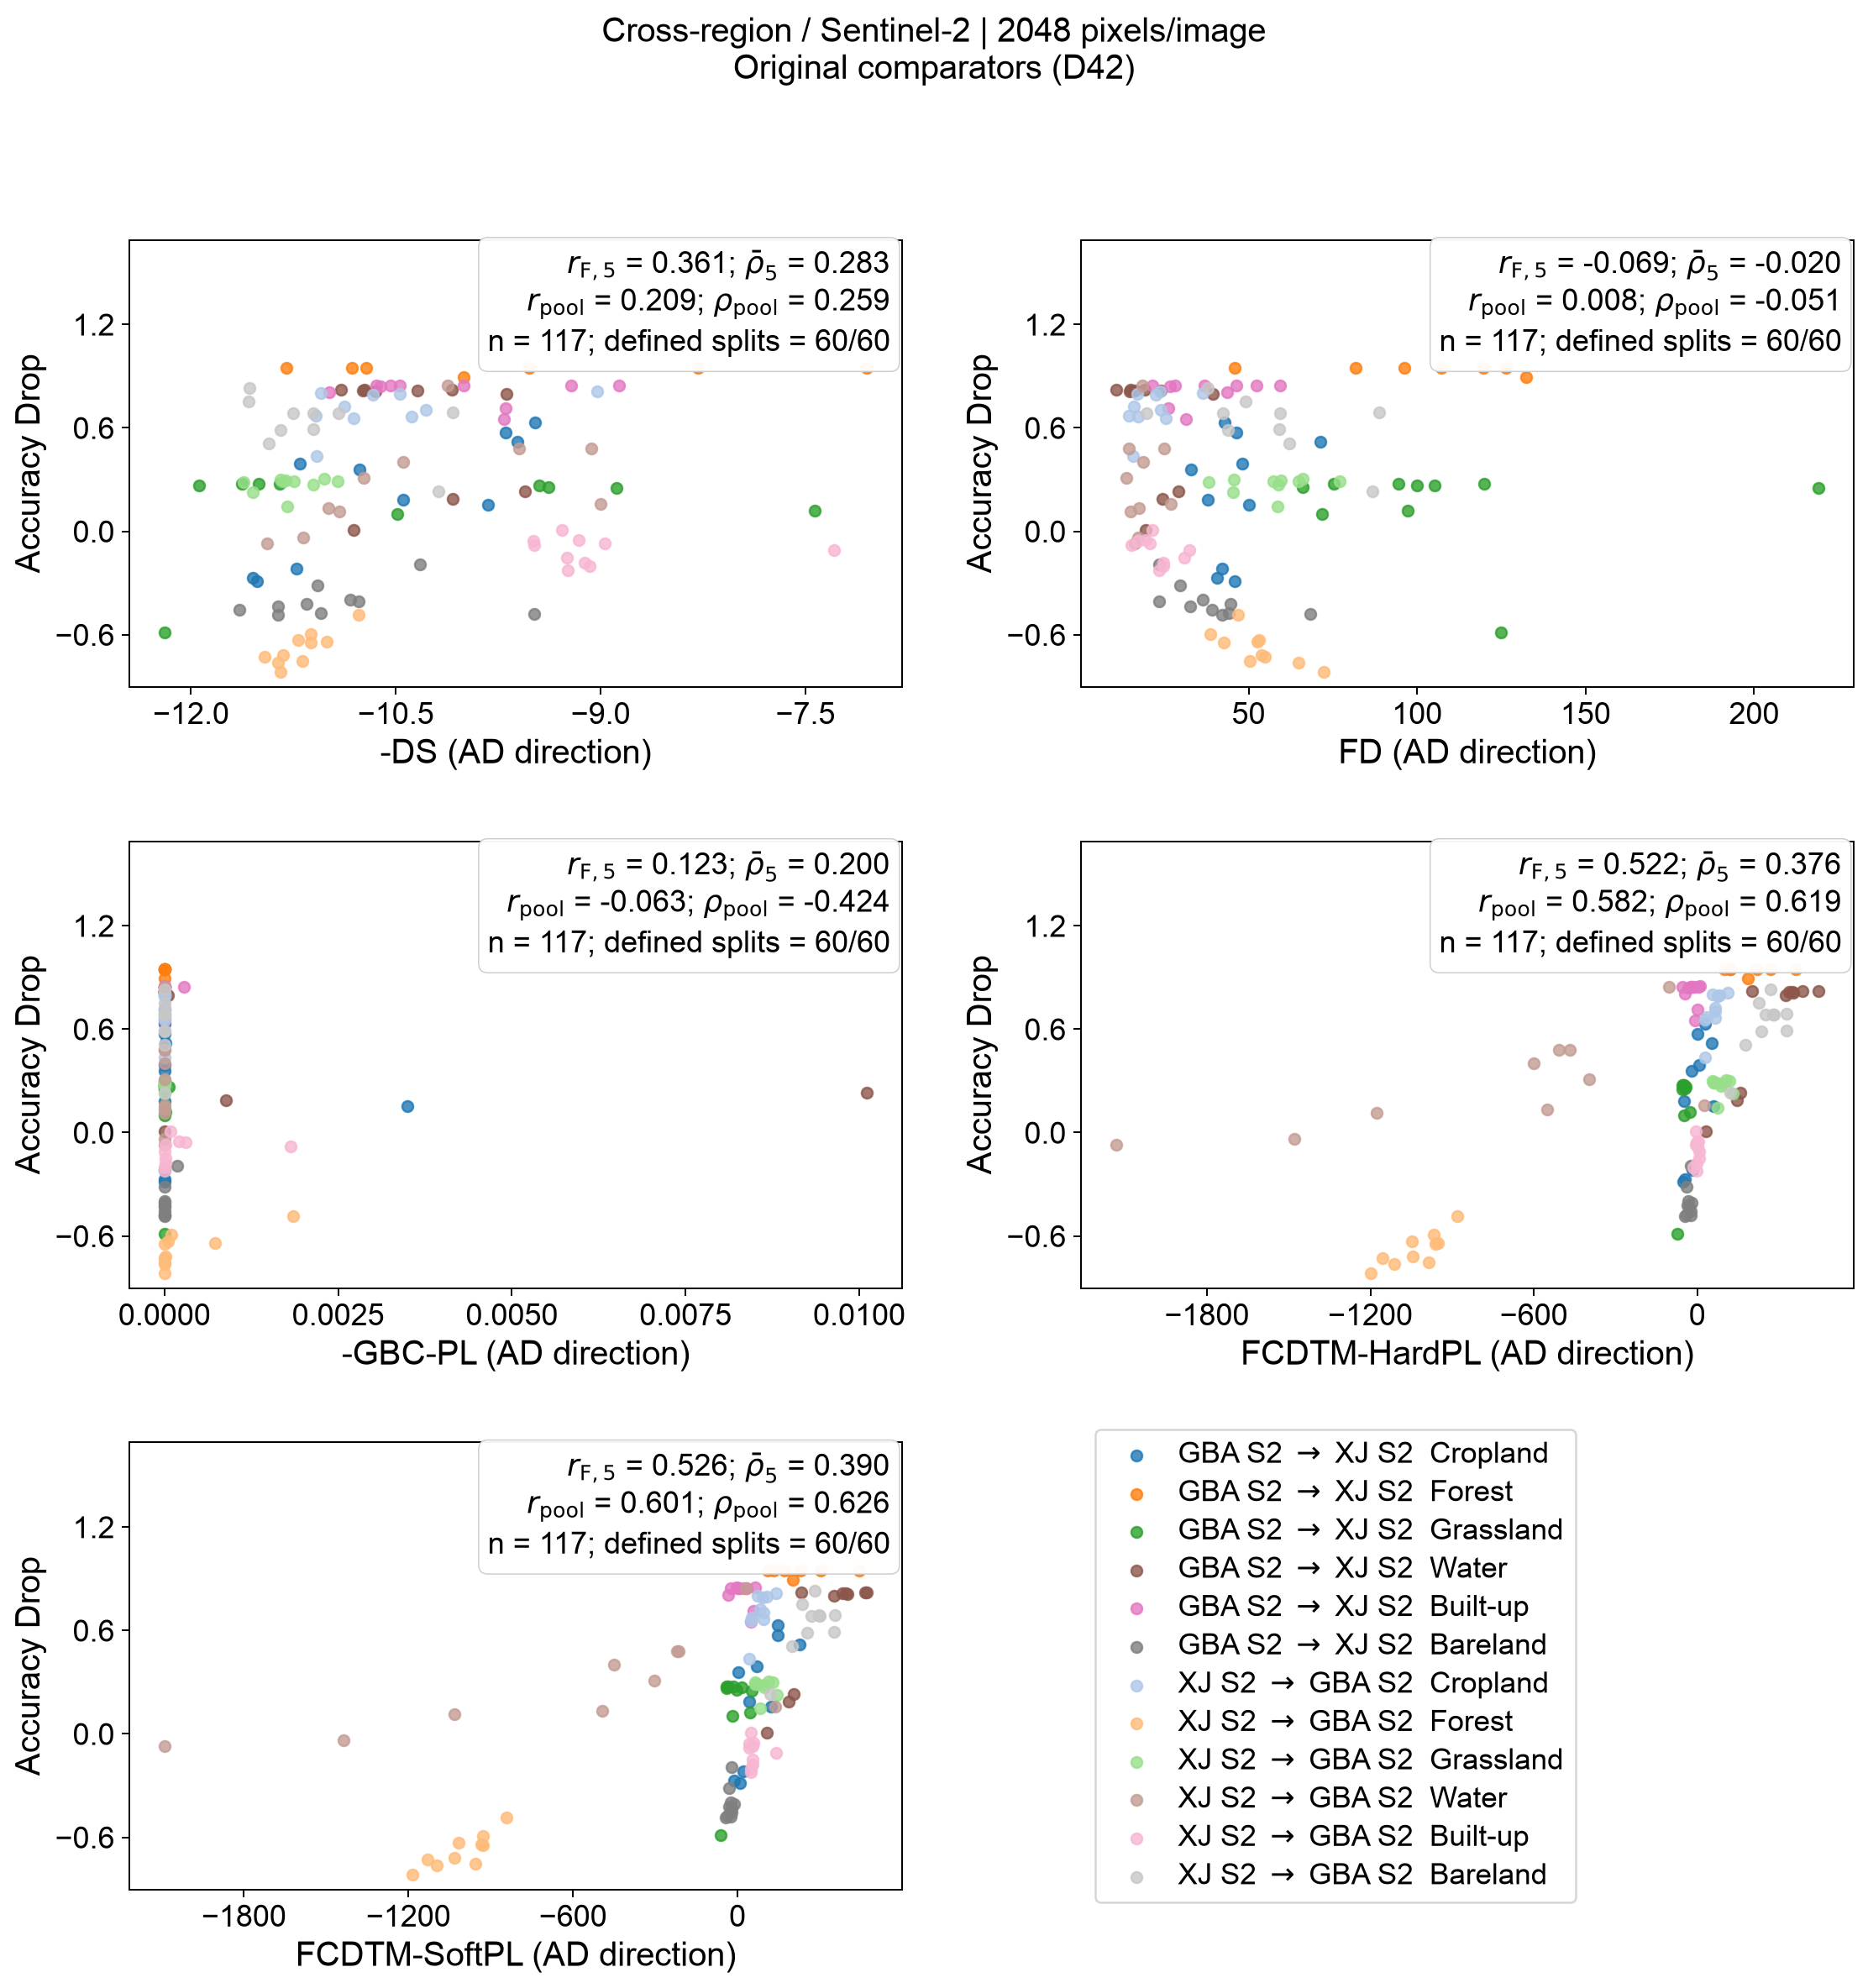 Cross-region / Sentinel-2 | 2048 pixels/image
Original comparators (D42)
r_F,5 = 0.361; ρ̄_5 = 0.283
r_pool = 0.209; ρ_pool = 0.259
n = 117; defined splits = 60/60
Accuracy Drop
1.2
0.6
0.0
−0.6
−12.0 −10.5 −9.0 −7.5
-DS (AD direction)
r_F,5 = -0.069; ρ̄_5 = -0.020
r_pool = 0.008; ρ_pool = -0.051
n = 117; defined splits = 60/60
Accuracy Drop
1.2
0.6
0.0
−0.6
50 100 150 200
FD (AD direction)
r_F,5 = 0.123; ρ̄_5 = 0.200
r_pool = -0.063; ρ_pool = -0.424
n = 117; defined splits = 60/60
Accuracy Drop
1.2
0.6
0.0
−0.6
0.0000 0.0025 0.0050 0.0075 0.0100
-GBC-PL (AD direction)
r_F,5 = 0.522; ρ̄_5 = 0.376
r_pool = 0.582; ρ_pool = 0.619
n = 117; defined splits = 60/60
Accuracy Drop
1.2
0.6
0.0
−0.6
−1800 −1200 −600 0
FCDTM-HardPL (AD direction)
r_F,5 = 0.526; ρ̄_5 = 0.390
r_pool = 0.601; ρ_pool = 0.626
n = 117; defined splits = 60/60
Accuracy Drop
1.2
0.6
0.0
−0.6
−1800 −1200 −600 0
FCDTM-SoftPL (AD direction)
GBA S2 → XJ S2 Cropland
GBA S2 → XJ S2 Forest
GBA S2 → XJ S2 Grassland
GBA S2 → XJ S2 Water
GBA S2 → XJ S2 Built-up
GBA S2 → XJ S2 Bareland
XJ S2 → GBA S2 Cropland
XJ S2 → GBA S2 Forest
XJ S2 → GBA S2 Grassland
XJ S2 → GBA S2 Water
XJ S2 → GBA S2 Built-up
XJ S2 → GBA S2 Bareland